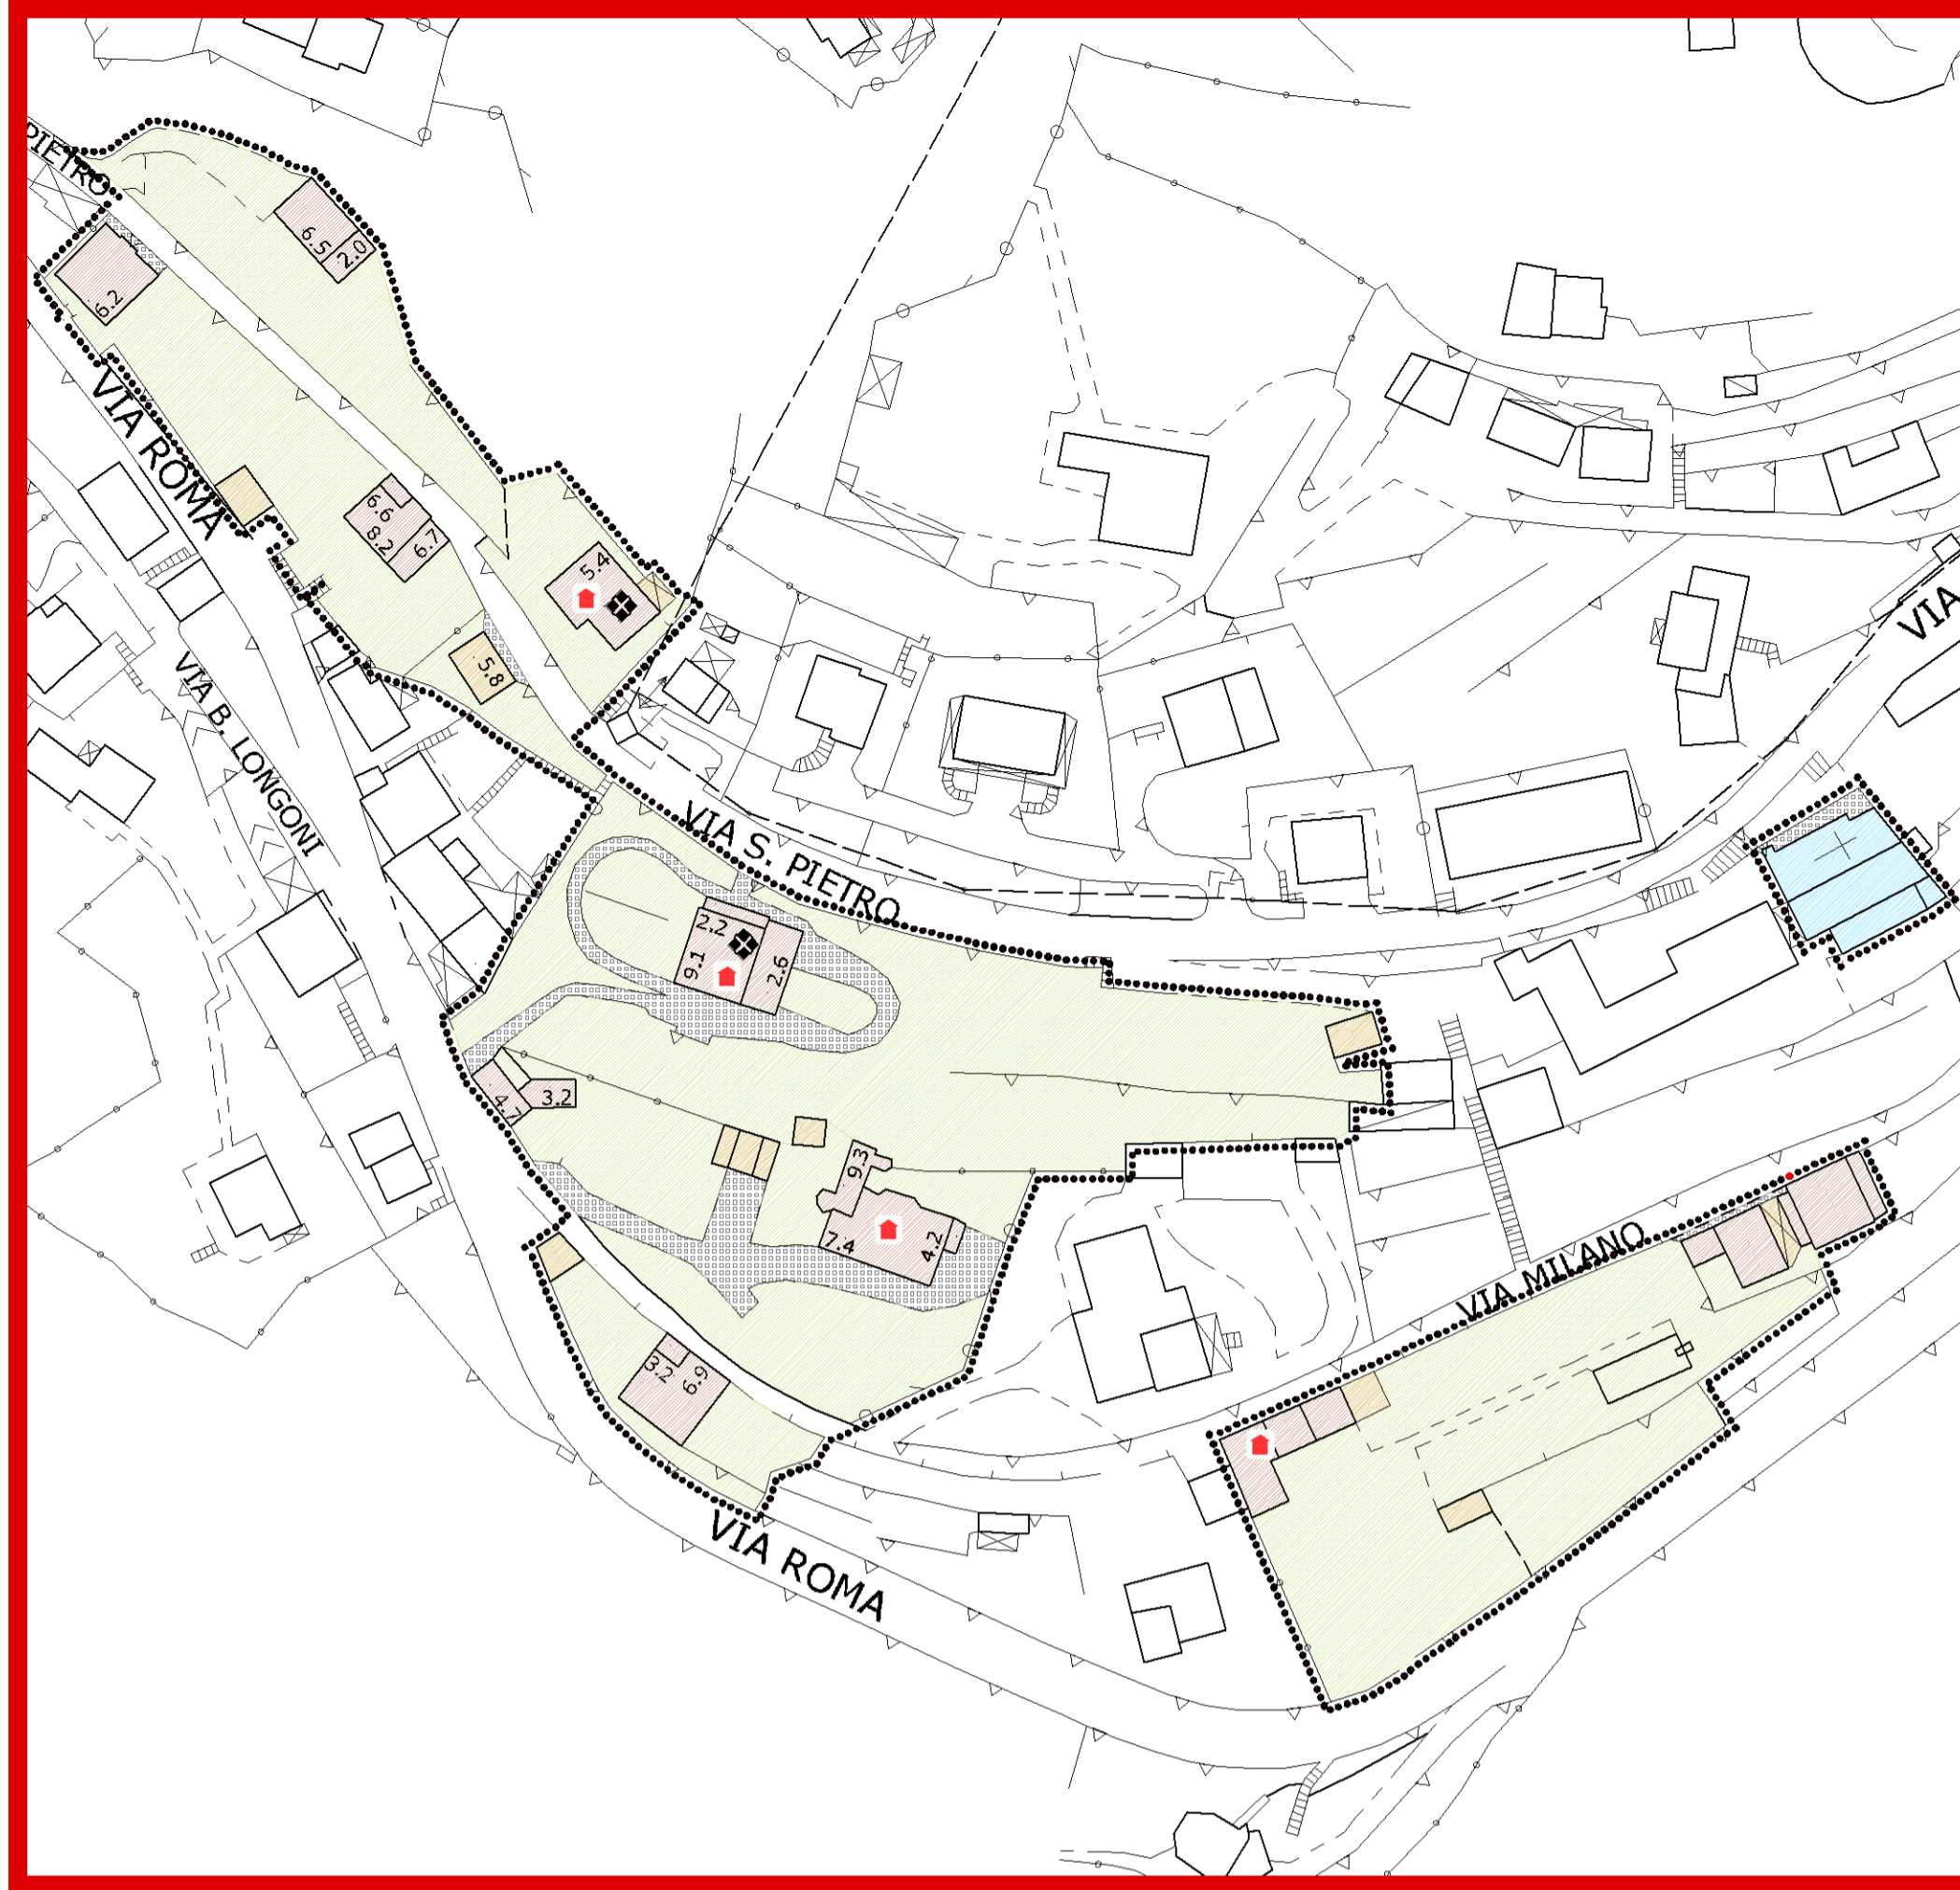 PIETRO
6.5
2.0
6.2
VIA ROMA
6.6
8.2
6.7
5.4
5.8
VIA B. LONGONI
VIA
VIA S. PIETRO
2.2
9.1
2.6
4.7
3.2
9.3
7.4
4.2
VIA MILANO
3.2
6.9
VIA ROMA